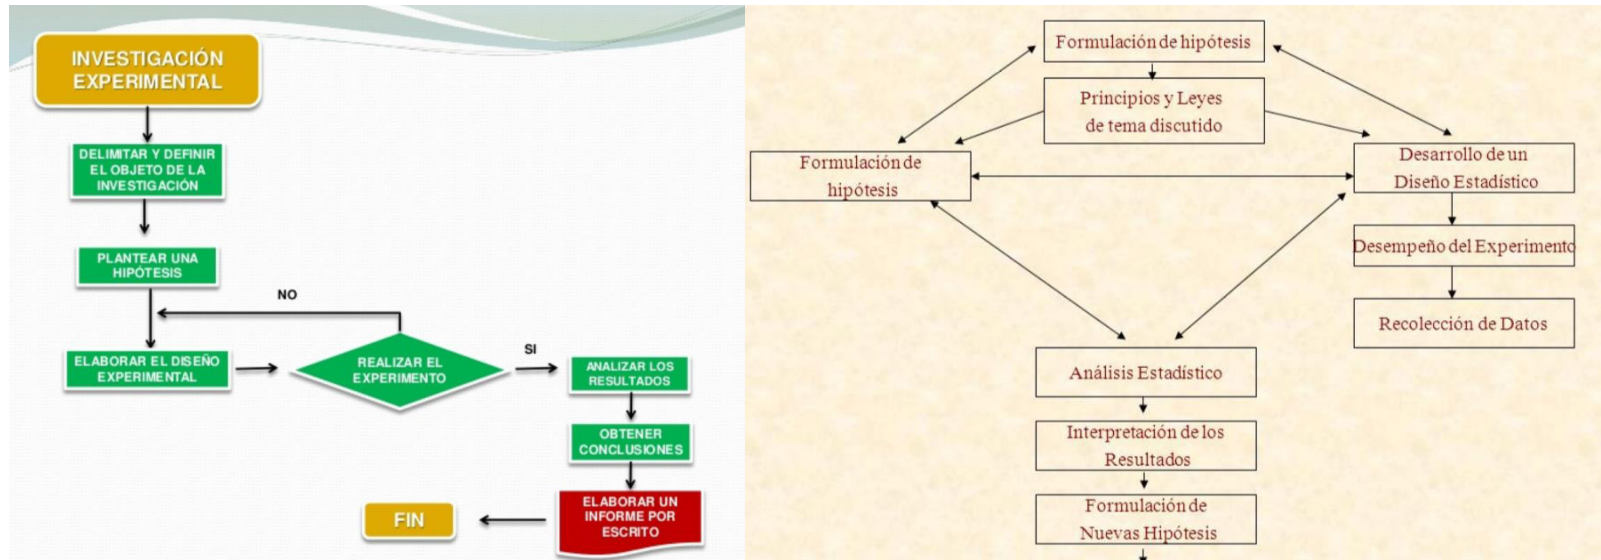 INVESTIGACIÓN
EXPERIMENTAL
DELIMITAR Y DEFINIR
EL OBJETO DE LA
INVESTIGACIÓN
PLANTEAR UNA
HIPÓTESIS
NO
ELABORAR EL DISEÑO
EXPERIMENTAL
REALIZAR EL
EXPERIMENTO
SI
ANALIZAR LOS
RESULTADOS
OBTENER
CONCLUSIONES
ELABORAR UN
INFORME POR
ESCRITO
FIN
Formulación de hipótesis
Principios y Leyes
de tema discutido
Formulación de
hipótesis
Desarrollo de un
Diseño Estadístico
Desempeño del Experimento
Recolección de Datos
Análisis Estadístico
Interpretación de los
Resultados
Formulación de
Nuevas Hipótesis